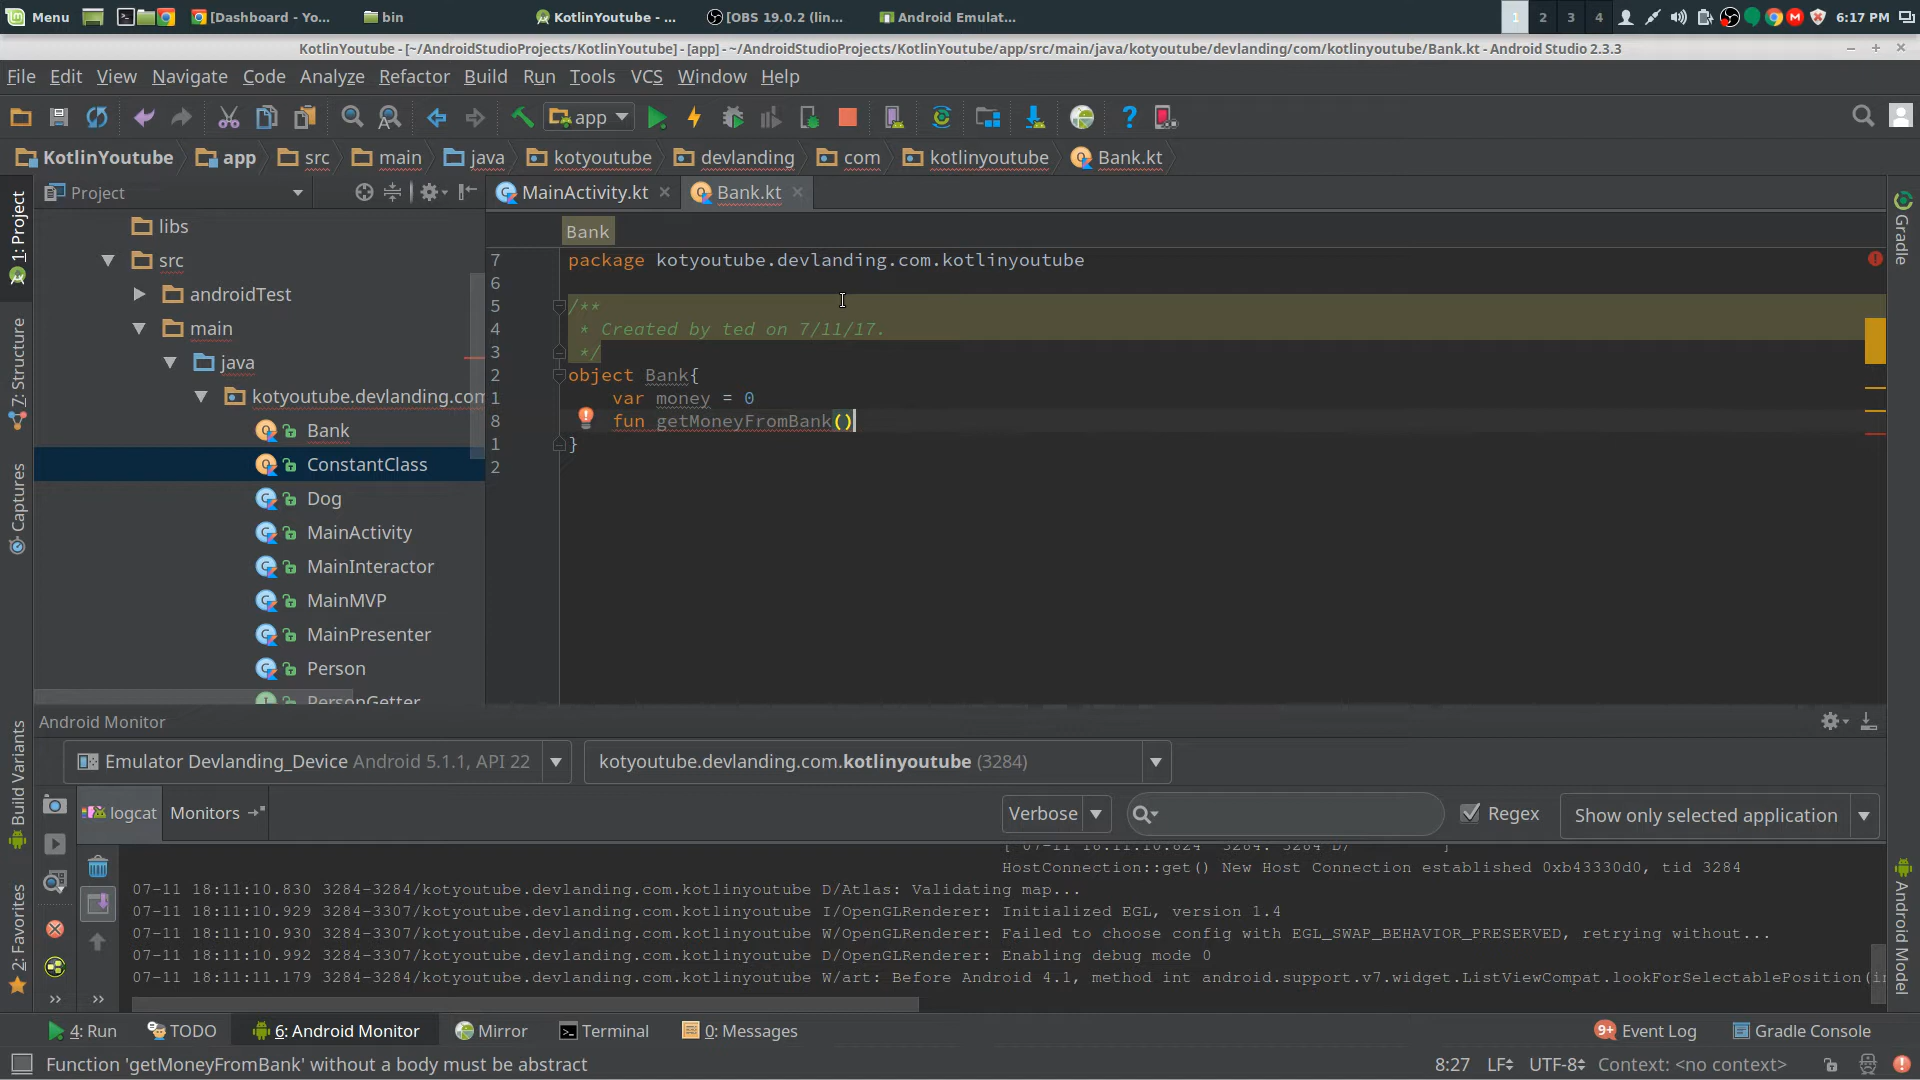 Menu
[Dashboard - Yo...
bin
KotlinYoutube - ...
[OBS 19.0.2 (lin...
Android Emulat...
1
2
3
4
6:17 PM
KotlinYoutube - [~/AndroidStudioProjects/KotlinYoutube] - [app] - ~/AndroidStudioProjects/KotlinYoutube/app/src/main/java/kotyoutube/devlanding/com/kotlinyoutube/Bank.kt - Android Studio 2.3.3
File Edit View Navigate Code Analyze Refactor Build Run Tools VCS Window Help
app
KotlinYoutube app src main java kotyoutube devlanding com kotlinyoutube Bank.kt
1: Project
Project
MainActivity.kt
Bank.kt
Gradle
Bank
libs
src
androidTest
main
java
kotyoutube.devlanding.com
Bank
ConstantClass
Dog
MainActivity
MainInteractor
MainMVP
MainPresenter
Person
PersonGetter
7: Structure
Captures
7 package kotyoutube.devlanding.com.kotlinyoutube
6
5 /**
4 * Created by ted on 7/11/17.
3 */
2 object Bank{
1 var money = 0
8 fun getMoneyFromBank()
1 }
2
Android Monitor
Build Variants
2: Favorites
Android Model
Emulator Devlanding_Device Android 5.1.1, API 22
kotyoutube.devlanding.com.kotlinyoutube (3284)
logcat
Monitors
Verbose
Regex
Show only selected application
[ 07-11 18:11:10.824 3284: 3284 D/ ]
HostConnection::get() New Host Connection established 0xb43330d0, tid 3284
07-11 18:11:10.830 3284-3284/kotyoutube.devlanding.com.kotlinyoutube D/Atlas: Validating map...
07-11 18:11:10.929 3284-3307/kotyoutube.devlanding.com.kotlinyoutube I/OpenGLRenderer: Initialized EGL, version 1.4
07-11 18:11:10.930 3284-3307/kotyoutube.devlanding.com.kotlinyoutube W/OpenGLRenderer: Failed to choose config with EGL_SWAP_BEHAVIOR_PRESERVED, retrying without...
07-11 18:11:10.992 3284-3307/kotyoutube.devlanding.com.kotlinyoutube D/OpenGLRenderer: Enabling debug mode 0
07-11 18:11:11.179 3284-3284/kotyoutube.devlanding.com.kotlinyoutube W/art: Before Android 4.1, method int android.support.v7.widget.ListViewCompat.lookForSelectablePosition(in
4: Run
TODO
6: Android Monitor
Mirror
Terminal
0: Messages
9+ Event Log
Gradle Console
Function 'getMoneyFromBank' without a body must be abstract
8:27 LF UTF-8 Context: <no context>